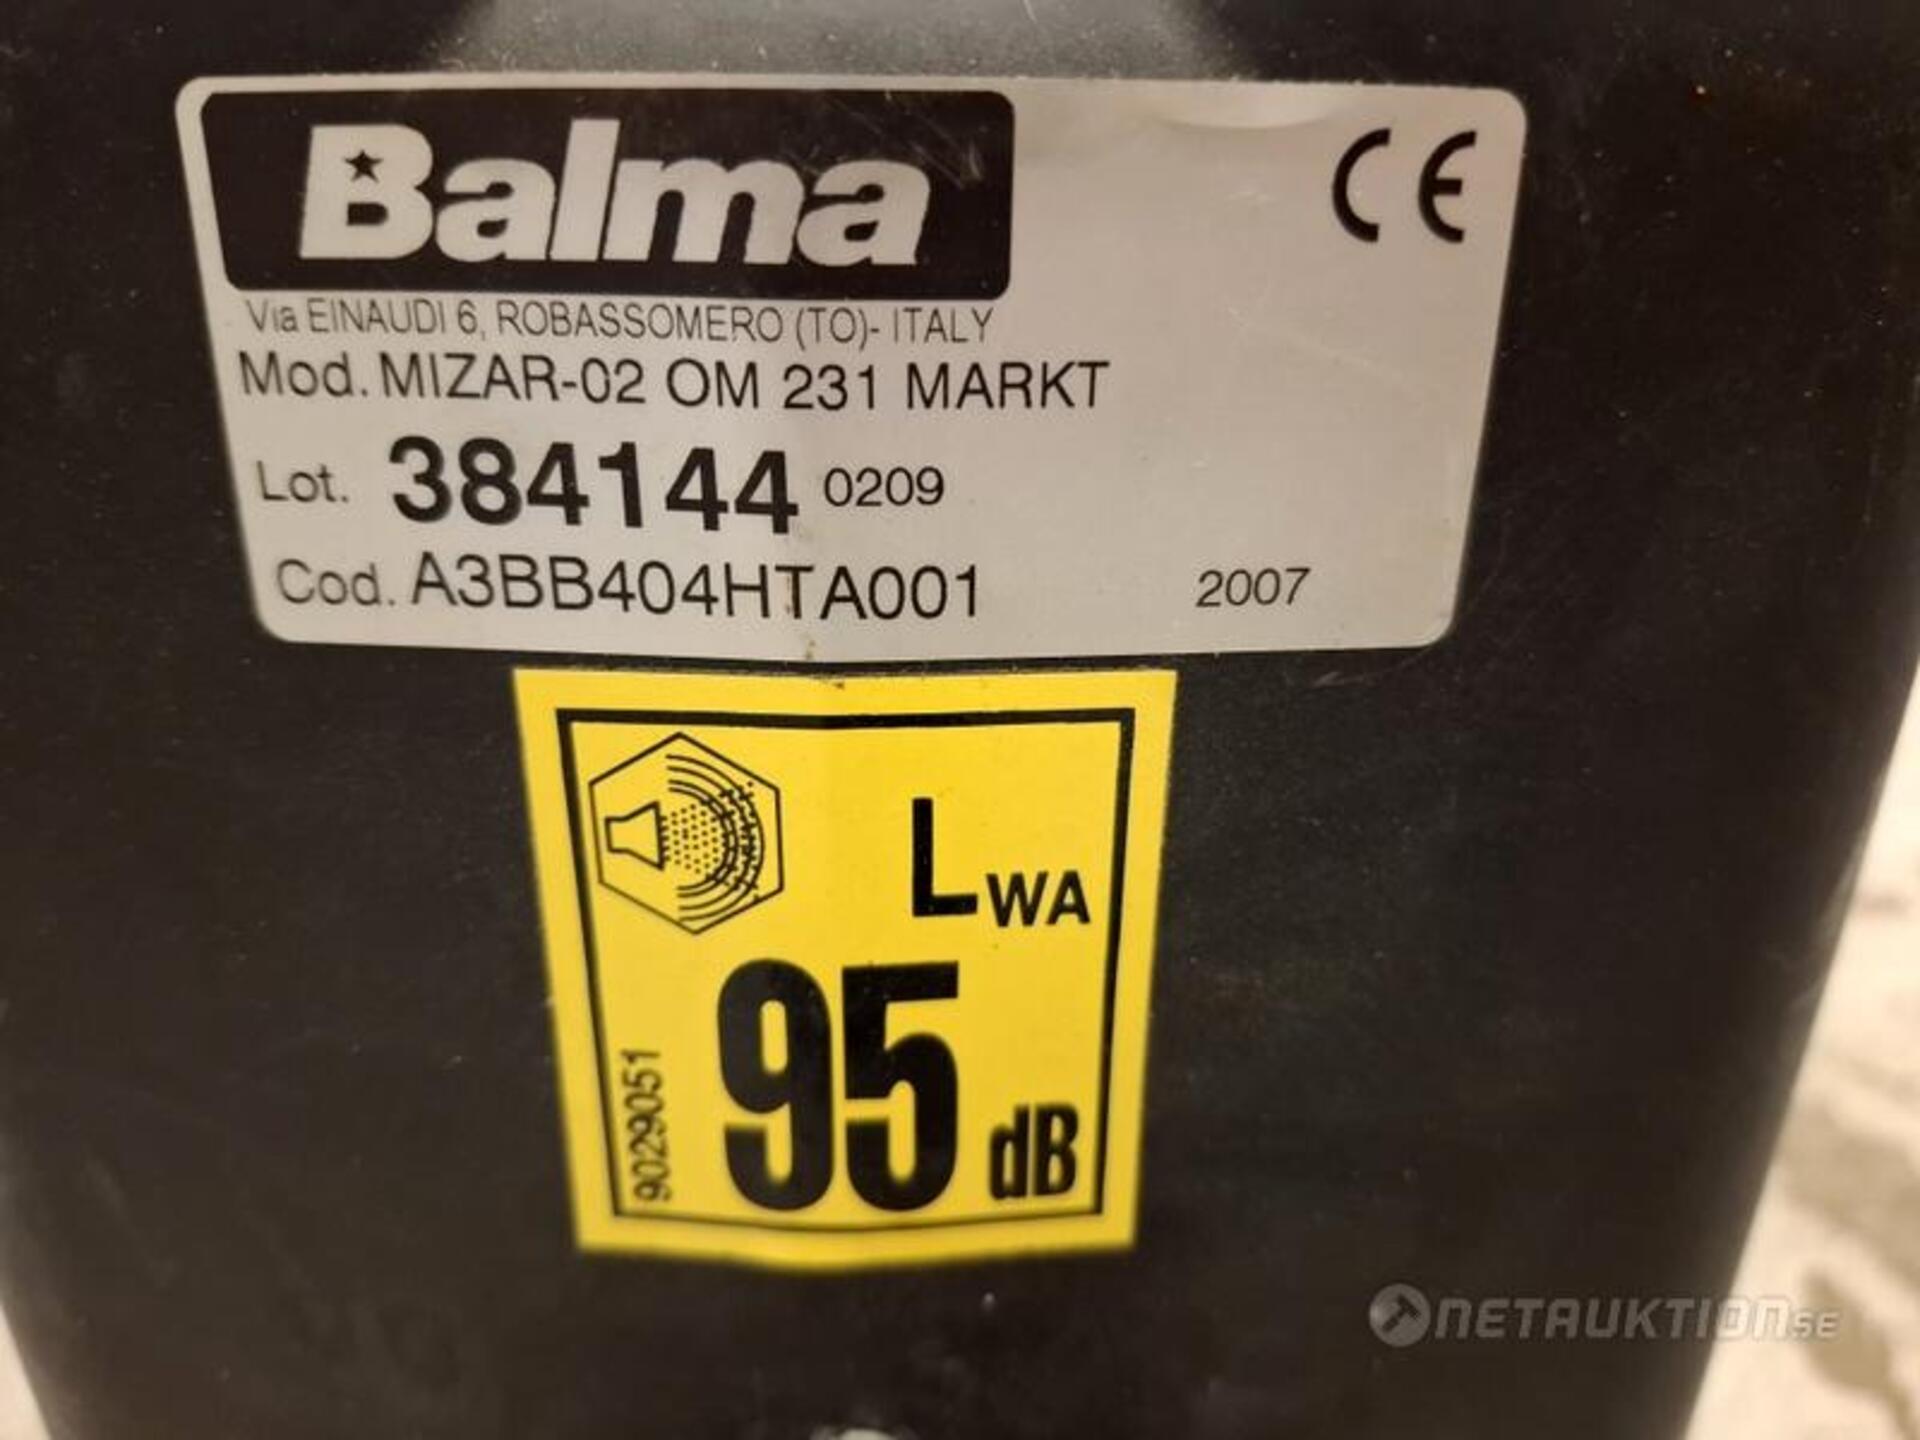 Balma
CE
Via EINAUDI 6, ROBASSOMERO (TO)- ITALY
Mod. MIZAR-02 OM 231 MARKT
Lot. 384144 0209
Cod. A3BB404HTA001 2007
LWA
95 dB
9029051
NETAUKTION.SE